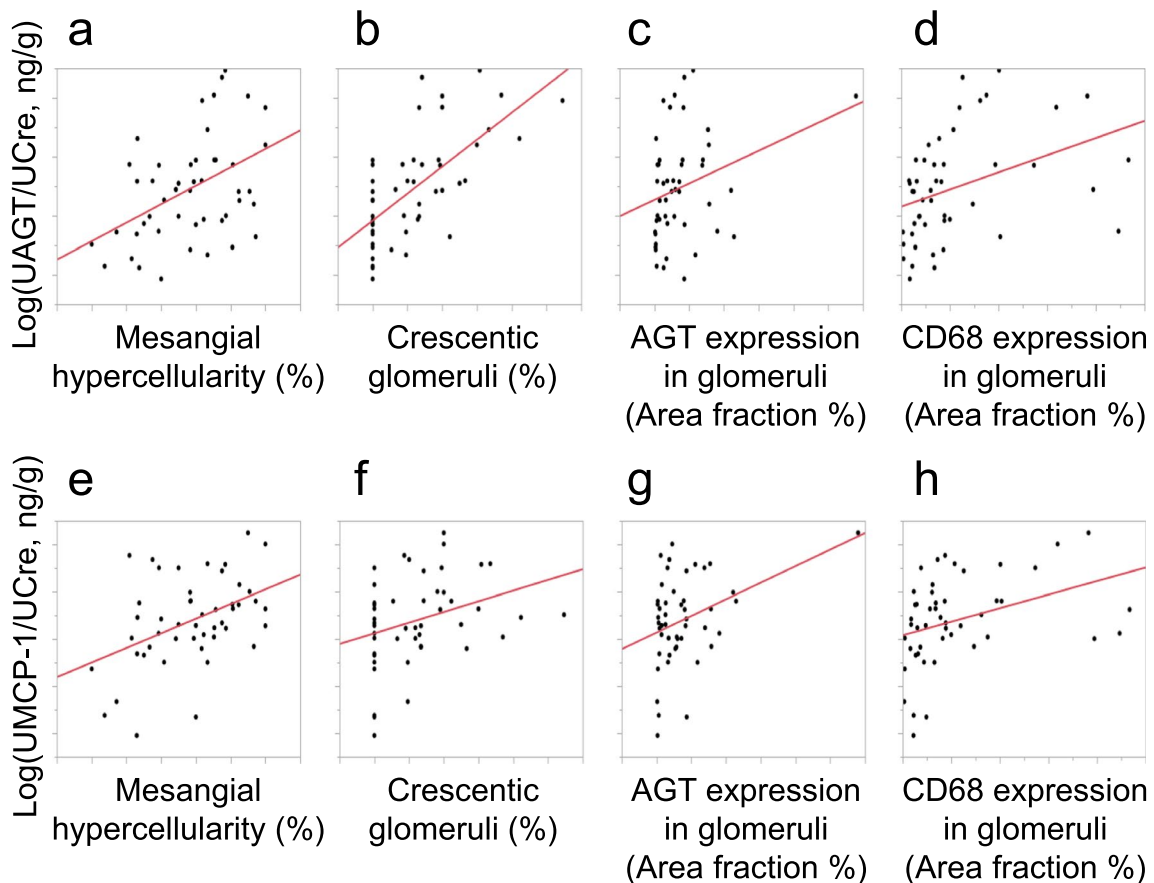 a
b
c
d
Log(UAGT/UCre, ng/g)
Mesangial
hypercellularity (%)
Crescentic
glomeruli (%)
AGT expression
in glomeruli
(Area fraction %)
CD68 expression
in glomeruli
(Area fraction %)
e
f
g
h
Log(UMCP-1/UCre, ng/g)
Mesangial
hypercellularity (%)
Crescentic
glomeruli (%)
AGT expression
in glomeruli
(Area fraction %)
CD68 expression
in glomeruli
(Area fraction %)